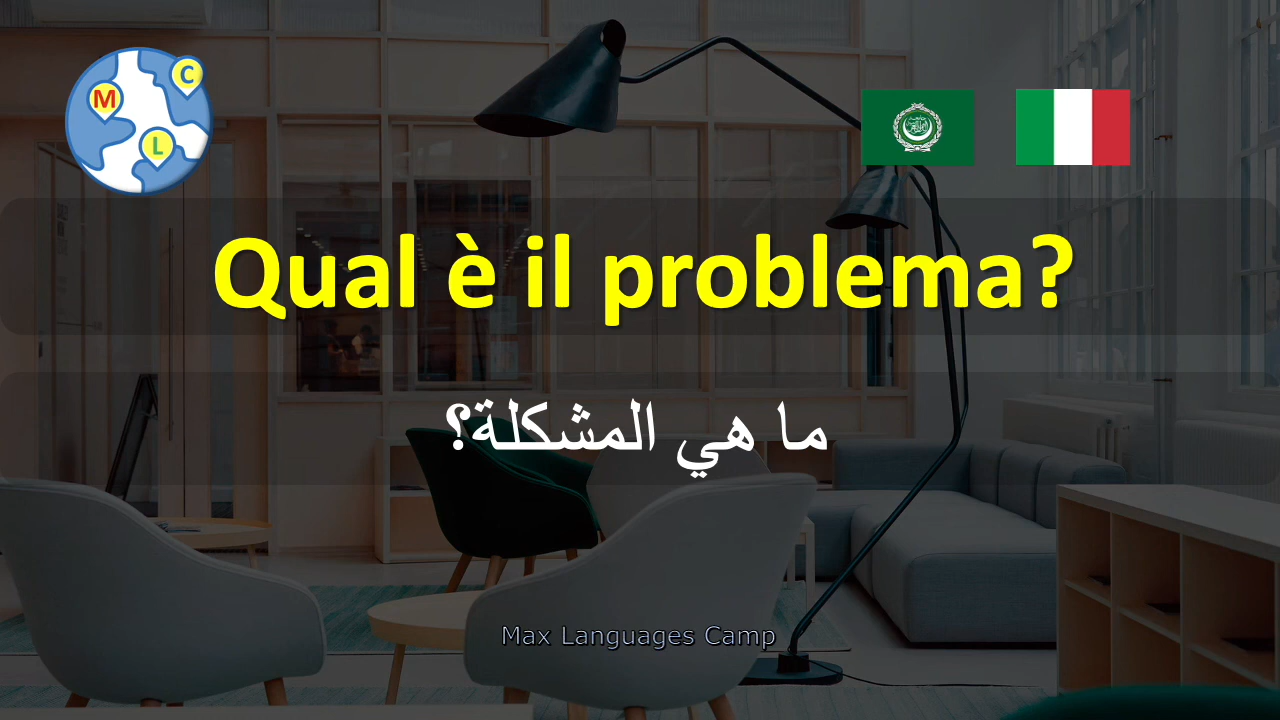 M
C
L
Qual è il problema?
ما هي المشكلة؟
Max Languages Camp